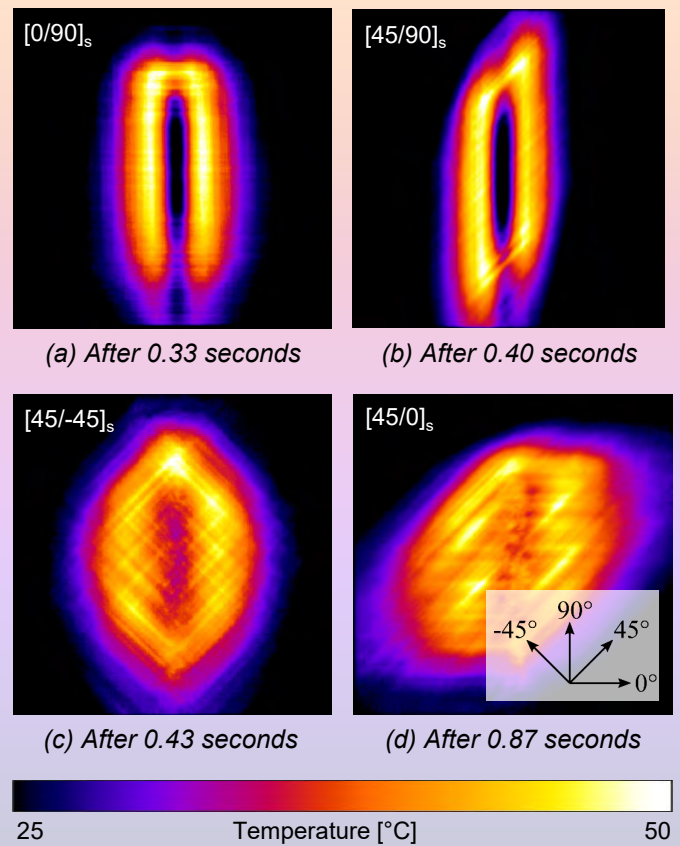 [0/90]s
[45/90]s
(a) After 0.33 seconds
(b) After 0.40 seconds
[45/-45]s
[45/0]s
-45°
90°
45°
0°
(c) After 0.43 seconds
(d) After 0.87 seconds
25
Temperature [°C]
50